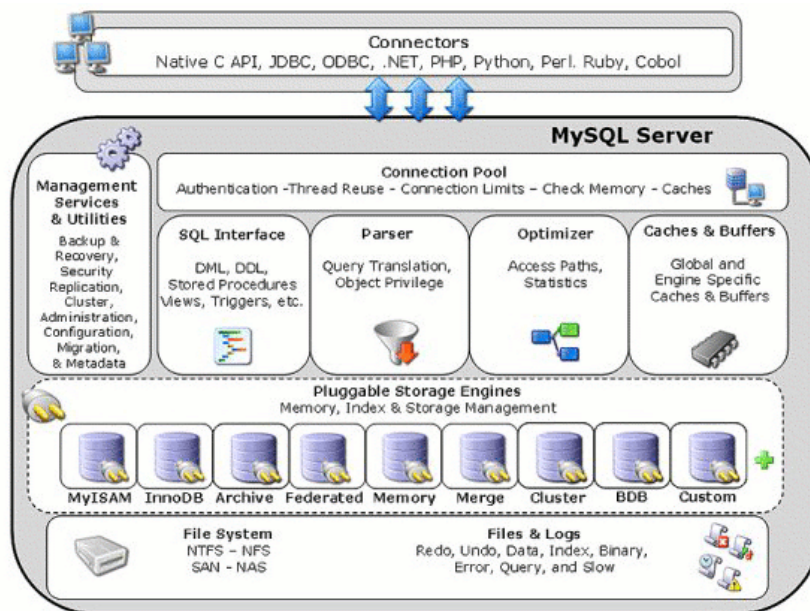 Connectors
Native C API, JDBC, ODBC, .NET, PHP, Python, Perl. Ruby, Cobol
MySQL Server
Management
Services
& Utilities
Backup &
Recovery,
Security
Replication,
Cluster,
Administration,
Configuration,
Migration,
& Metadata
Connection Pool
Authentication -Thread Reuse - Connection Limits – Check Memory - Caches
SQL Interface
DML, DDL,
Stored Procedures
Views, Triggers, etc.
Parser
Query Translation,
Object Privilege
Optimizer
Access Paths,
Statistics
Caches & Buffers
Global and
Engine Specific
Caches & Buffers
Pluggable Storage Engines
Memory, Index & Storage Management
MyISAM
InnoDB
Archive
Federated
Memory
Merge
Cluster
BDB
Custom
File System
NTFS – NFS
SAN - NAS
Files & Logs
Redo, Undo, Data, Index, Binary,
Error, Query, and Slow